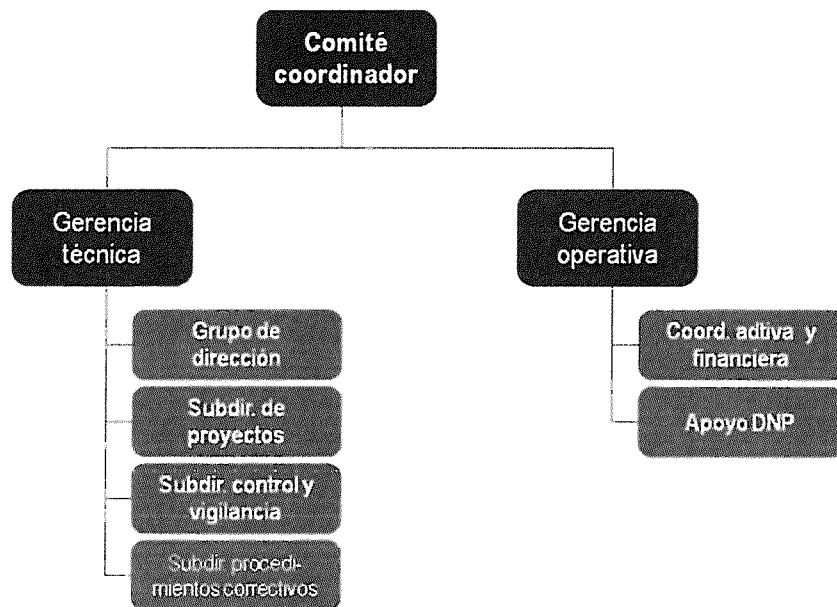 Comité
coordinador
Gerencia
técnica
Gerencia
operativa
Grupo de
dirección
Subdir. de
proyectos
Subdir. control y
vigilancia
Subdir procedi-
mientos correctivos
Coord. adtiva y
financiera
Apoyo DNP